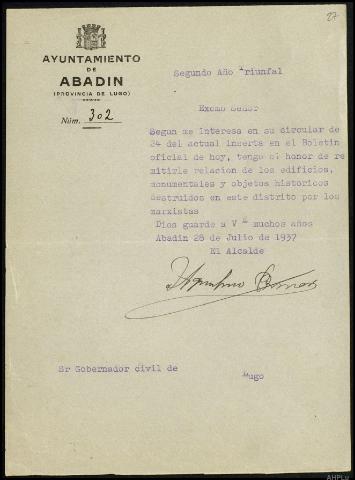 27
AYUNTAMIENTO
DE
ABADIN
(PROVINCIA DE LUGO)
Núm. 302
Segundo Año Triunfal
Exomo Señor
Segun me interesa en su circular de
24 del actual inserta en el Boletin
oficial de hoy, tengo el honor de re
mitirle relacion de los edificios,
monumentales y objetos historicos
destruidos en este distrito por los
marxistas
Dios guarde a V E muchos años
Abadin 28 de Julio de 1937
El Alcalde
Sr Gobernador civil de
Lugo
AHPLu